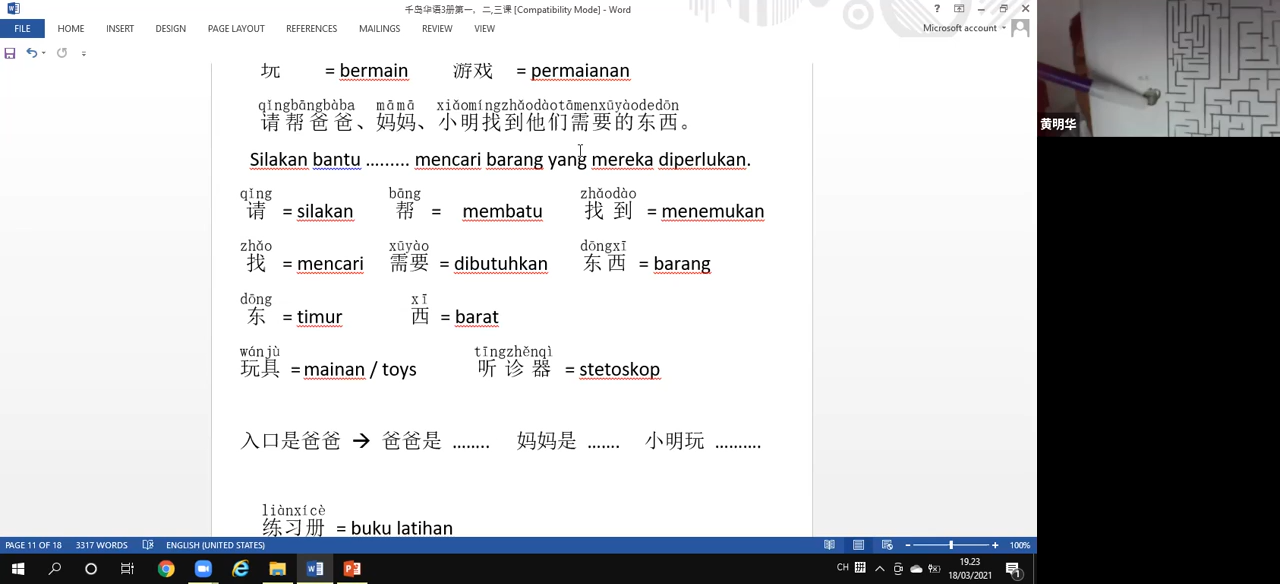 千岛华语3册第一，二,三课 [Compatibility Mode] - Word
FILE HOME INSERT DESIGN PAGE LAYOUT REFERENCES MAILINGS REVIEW VIEW
Microsoft account
玩 = bermain 游戏 = permaianan
qǐngbāngbàba māmā xiǎomíngzhǎodàotāmenxūyàodedōn
请帮爸爸、妈妈、小明找到他们需要的东西。
Silakan bantu ......... mencari barang yang mereka diperlukan.
qǐng bāng zhǎodào
请 = silakan 帮 = membatu 找到 = menemukan
zhǎo xūyào dōngxī
找 = mencari 需要 = dibutuhkan 东西 = barang
dōng xī
东 = timur 西 = barat
wánjù tīngzhěnqì
玩具 = mainan / toys 听诊器 = stetoskop
入口是爸爸 → 爸爸是 ........ 妈妈是 ....... 小明玩 ..........
liànxícè
练习册 = buku latihan
PAGE 11 OF 18 3317 WORDS ENGLISH (UNITED STATES) 100%
CH 19.23
18/03/2021
黄明华